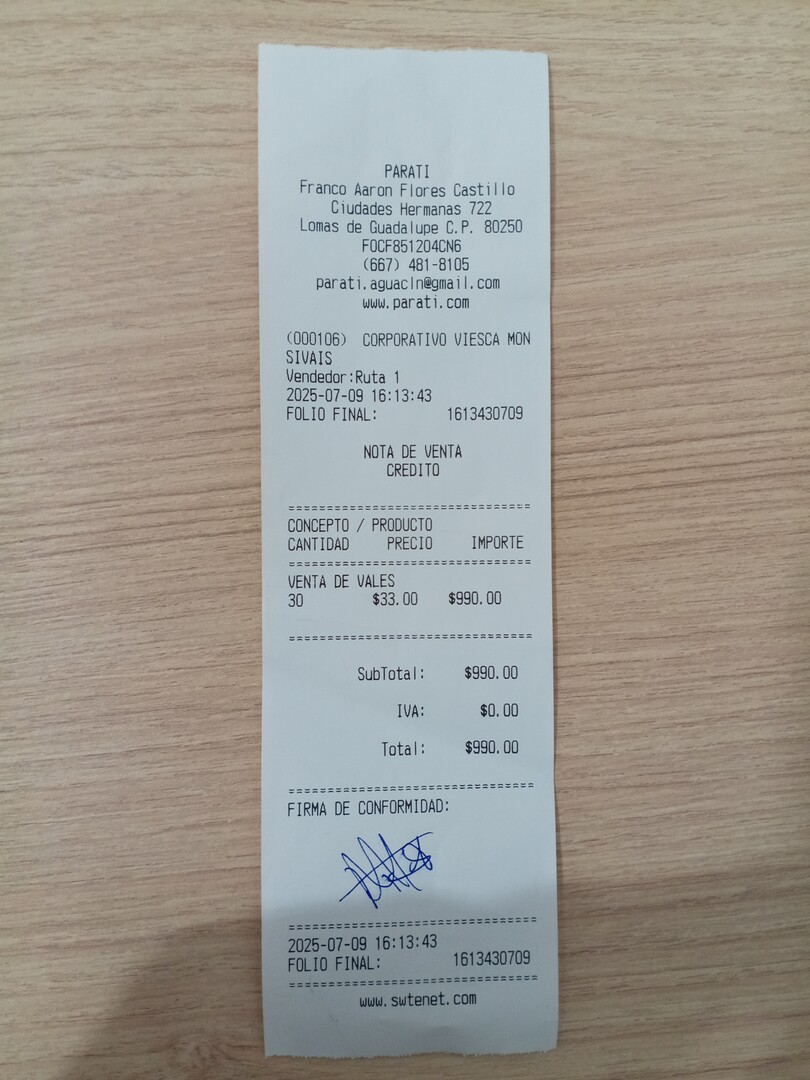 PARATI
Franco Aaron Flores Castillo
Ciudades Hermanas 722
Lomas de Guadalupe C.P. 80250
FOCF851204CN6
(667) 481-8105
parati.aguacln@gmail.com
www.parati.com
(000106) CORPORATIVO VIESCA MON
SIVAIS
Vendedor:Ruta 1
2025-07-09 16:13:43
FOLIO FINAL: 1613430709
NOTA DE VENTA
CREDITO
===============================
CONCEPTO / PRODUCTO
CANTIDAD PRECIO IMPORTE
===============================
VENTA DE VALES
30 $33.00 $990.00
===============================
SubTotal: $990.00
IVA: $0.00
Total: $990.00
===============================
FIRMA DE CONFORMIDAD:
===============================
2025-07-09 16:13:43
FOLIO FINAL: 1613430709
===============================
www.swtenet.com